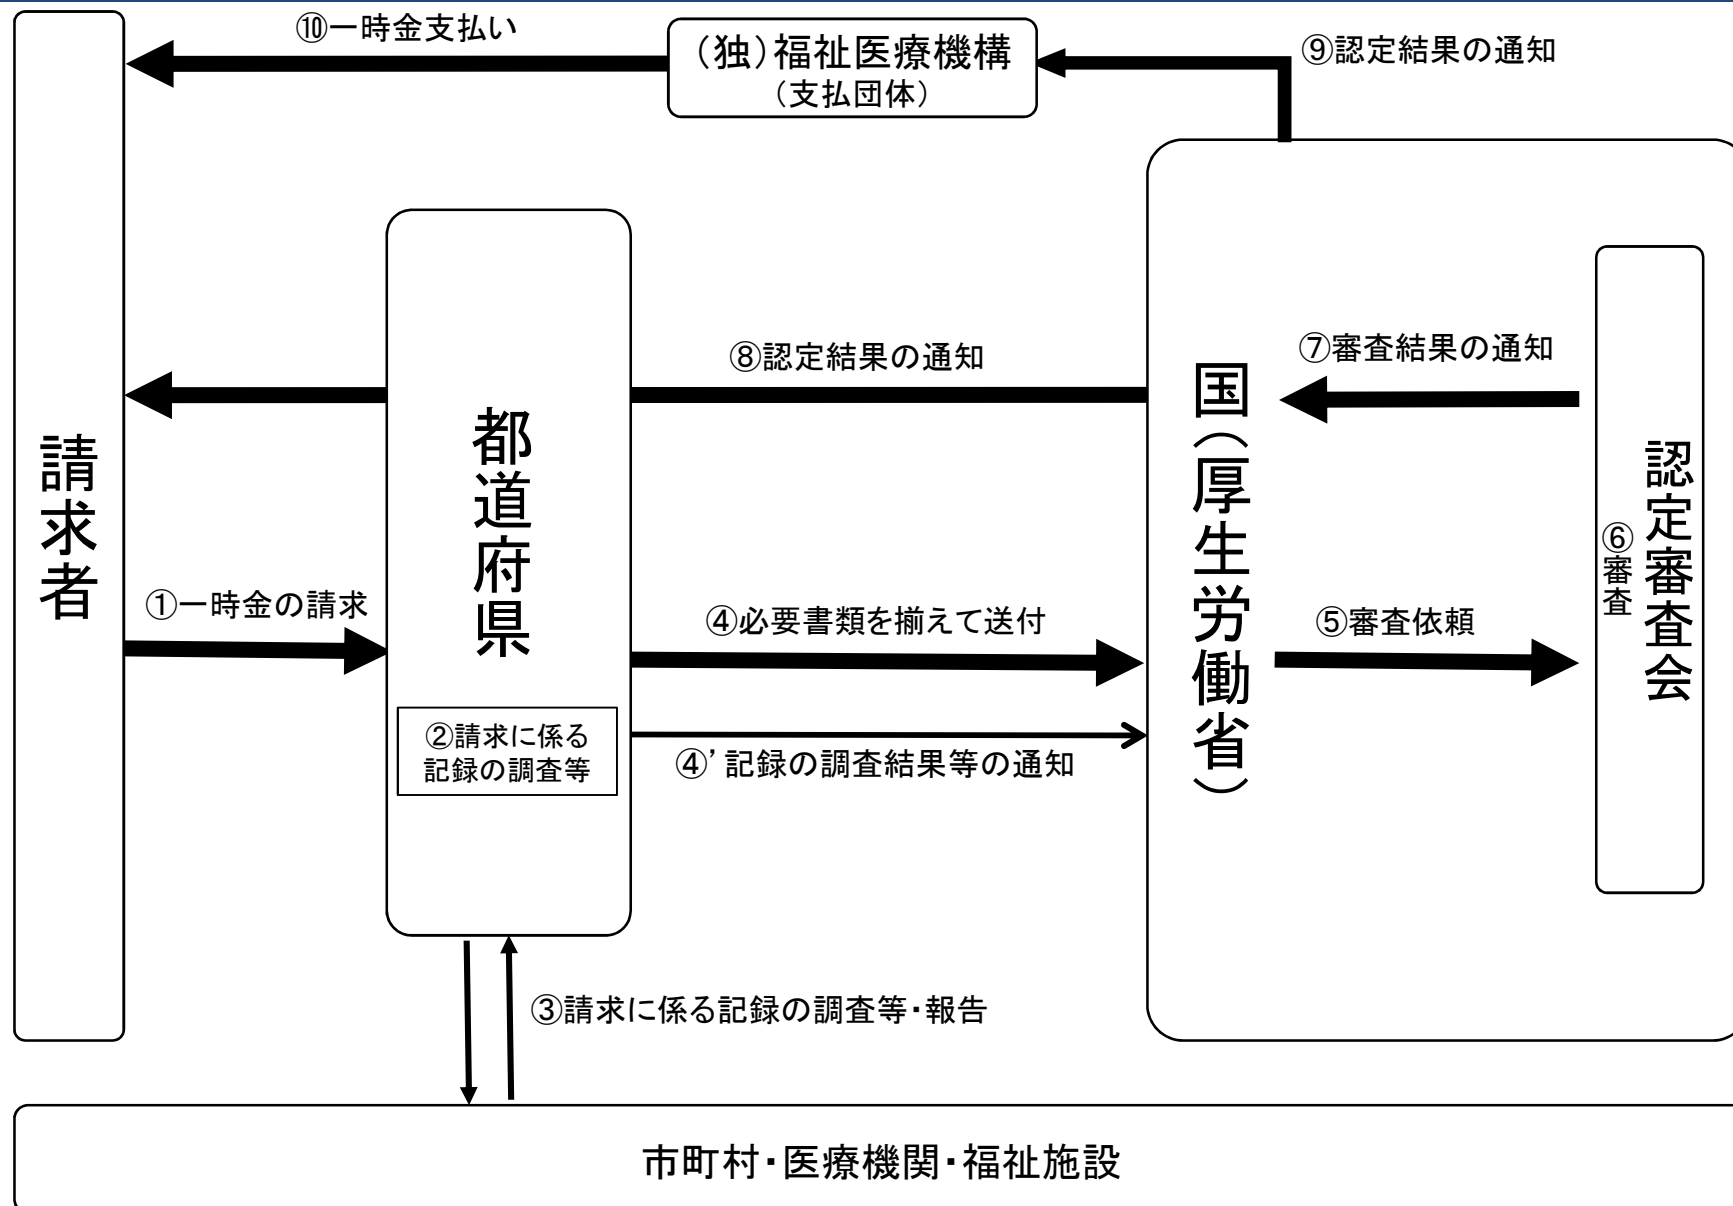 ⑩一時金支払い
（独）福祉医療機構
（支払団体）
⑨認定結果の通知
請求者
⑧認定結果の通知
都道府県
①一時金の請求
②請求に係る
記録の調査等
④必要書類を揃えて送付
④’記録の調査結果等の通知
国（厚生労働省）
⑦審査結果の通知
⑤審査依頼
認定審査会
⑥審査
③請求に係る記録の調査等・報告
市町村・医療機関・福祉施設